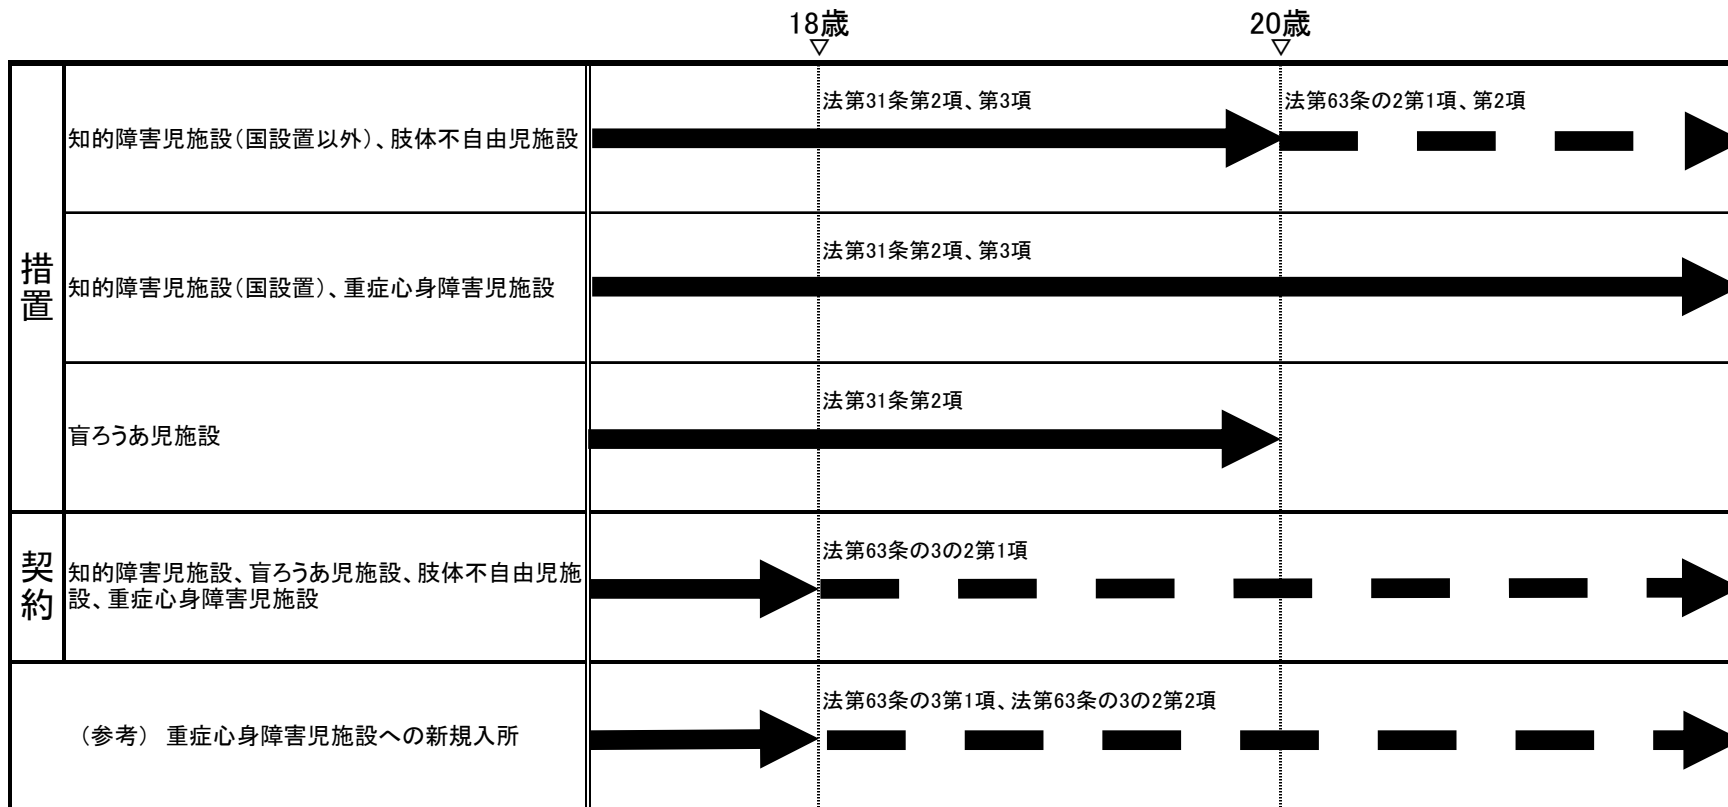 18歳
20歳
措置
知的障害児施設(国設置以外)、肢体不自由児施設
法第31条第2項、第3項
法第63条の2第1項、第2項
知的障害児施設(国設置)、重症心身障害児施設
法第31条第2項、第3項
盲ろうあ児施設
法第31条第2項
契約
知的障害児施設、盲ろうあ児施設、肢体不自由児施
設、重症心身障害児施設
法第63条の3の2第1項
(参考) 重症心身障害児施設への新規入所
法第63条の3第1項、法第63条の3の2第2項